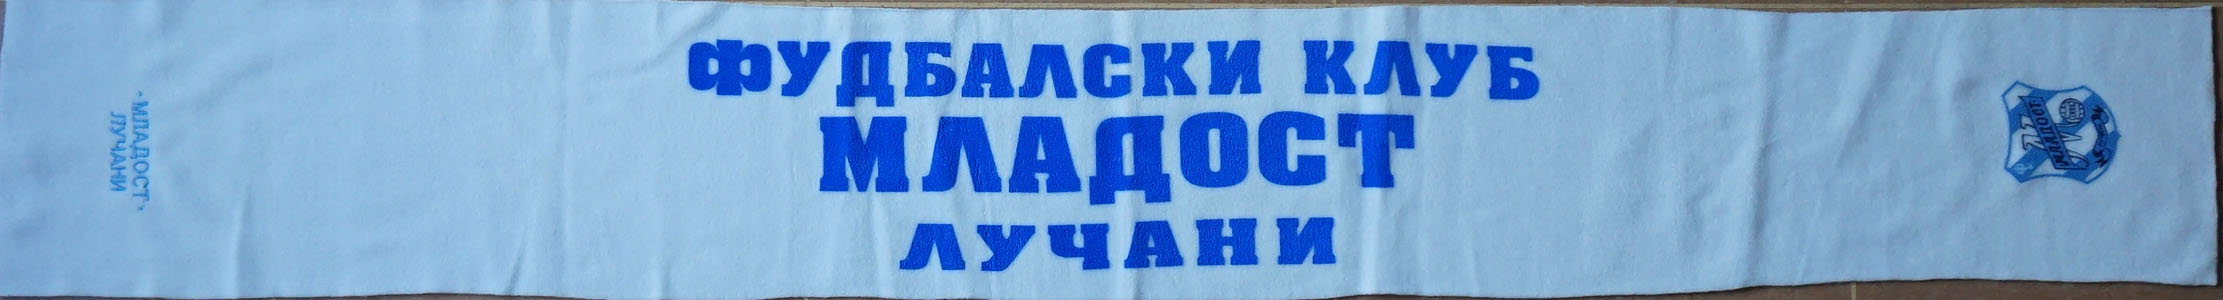 •МЛАДОСТ•
ЛУЧАНИ
ФУДБАЛСКИ КЛУБ
МЛАДОСТ
ЛУЧАНИ
МЛАДОСТ